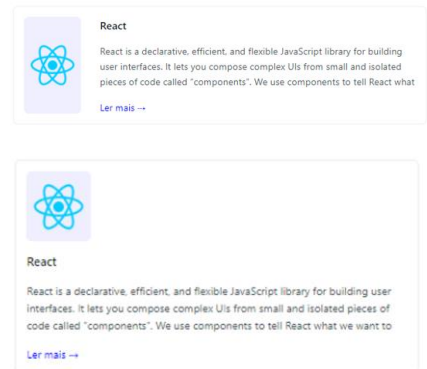 React
React is a declarative, efficient, and flexible JavaScript library for building
user interfaces. It lets you compose complex UIs from small and isolated
pieces of code called "components". We use components to tell React what
Ler mais →
React
React is a declarative, efficient, and flexible JavaScript library for building user
interfaces. It lets you compose complex UIs from small and isolated pieces of
code called "components". We use components to tell React what we want to
Ler mais →